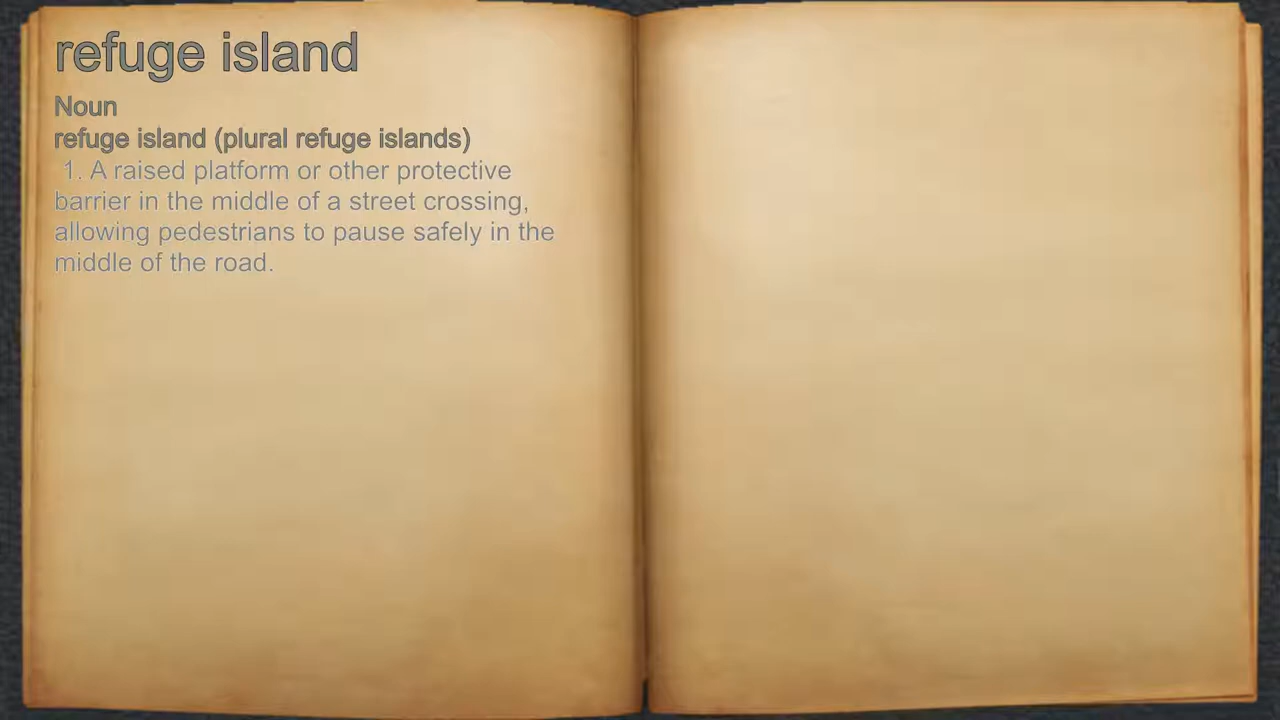 refuge island
Noun
refuge island (plural refuge islands)
1. A raised platform or other protective
barrier in the middle of a street crossing,
allowing pedestrians to pause safely in the
middle of the road.